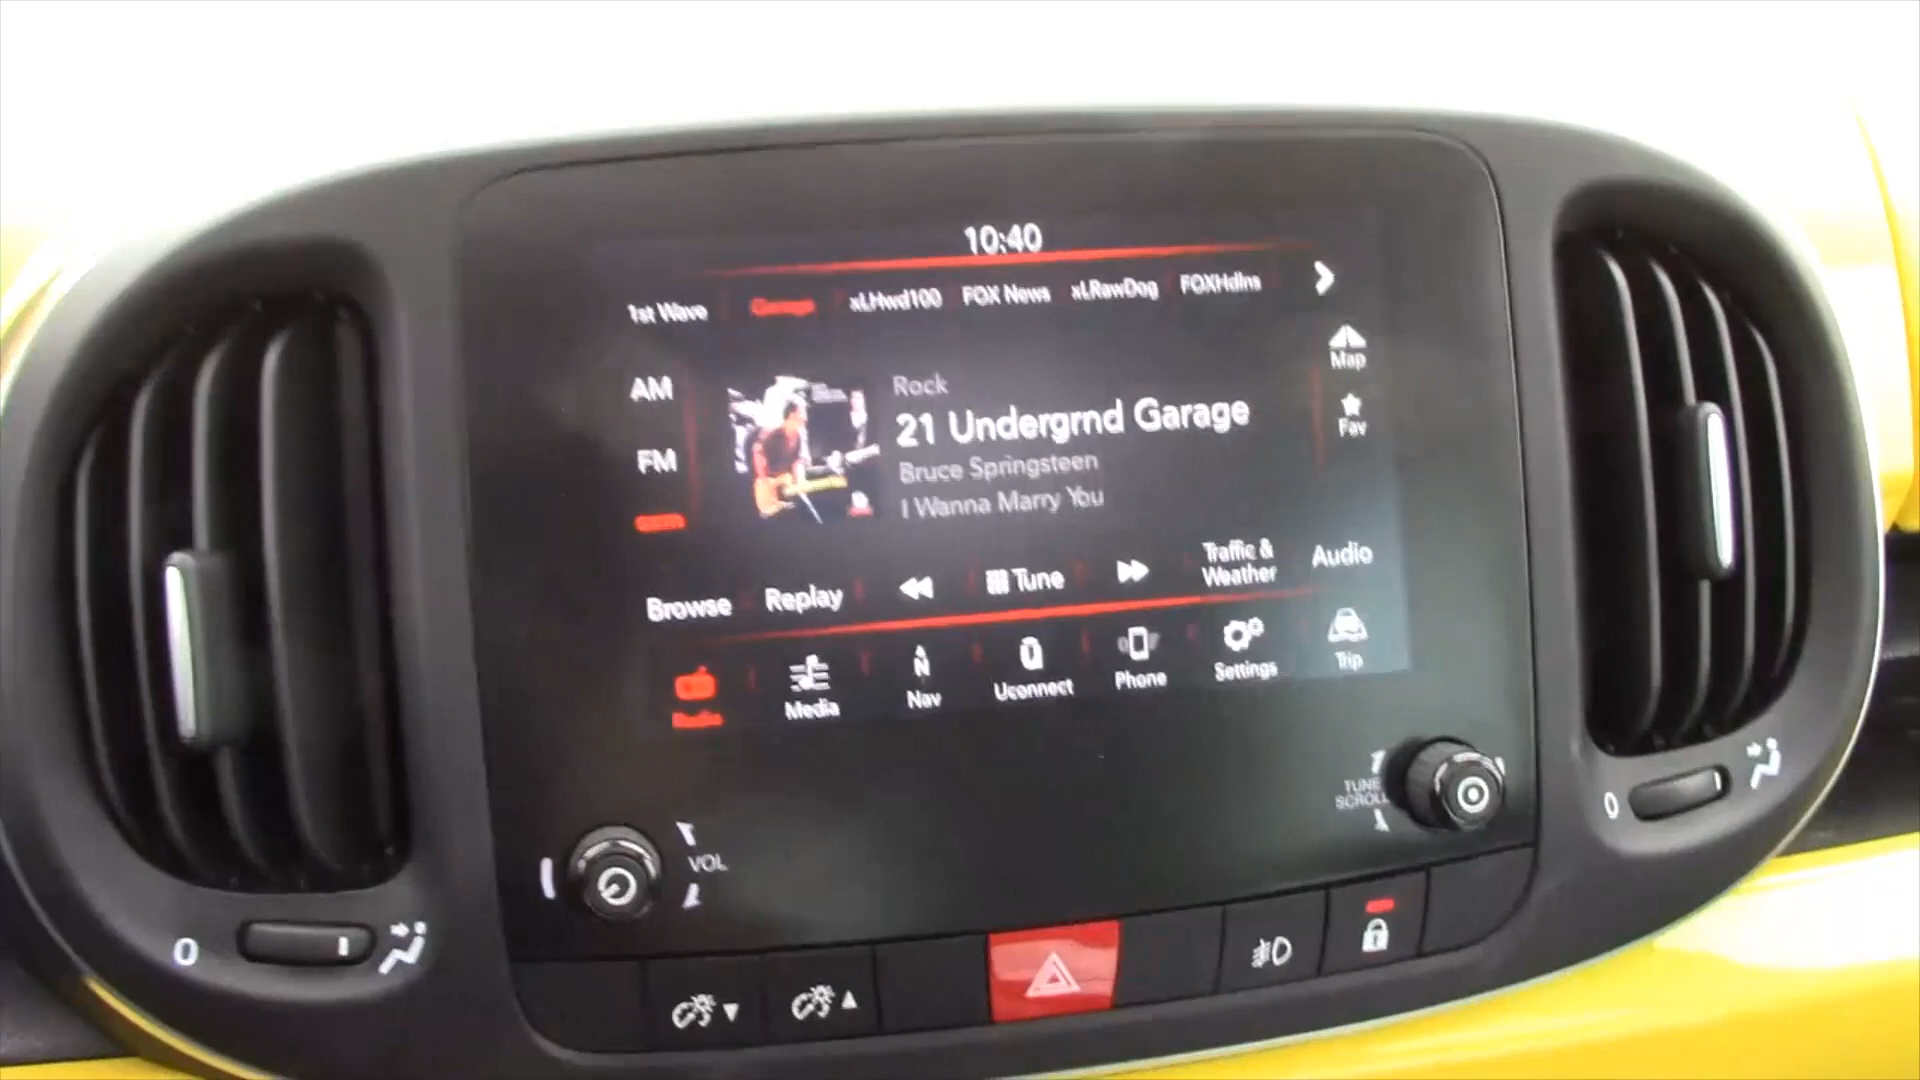 10:40
1st Wave Garage xLHwd100 FOX News xLRawDog FOXHdlns
Map
AM
Rock
Fav
21 Undergrnd Garage
FM
Bruce Springsteen
I Wanna Marry You
Browse Replay Tune Traffic & Weather Audio
Radio Media Nav Uconnect Phone Settings Trip
TUNE
SCROLL
0
VOL
0